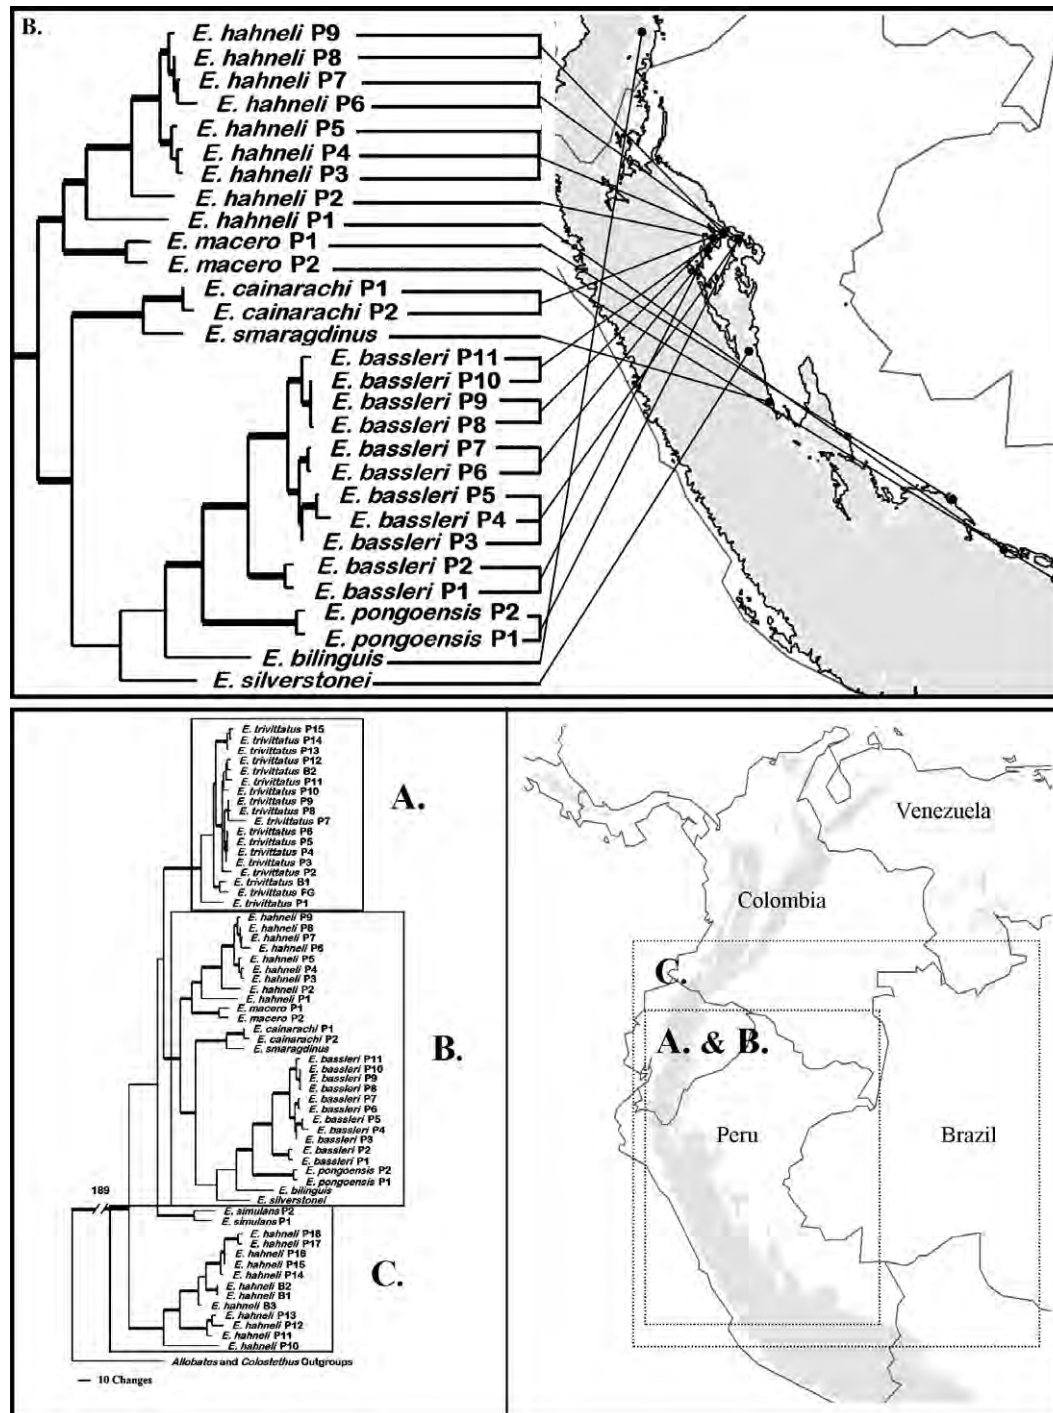 B.
E. hahneli P9
E. hahneli P8
E. hahneli P7
E. hahneli P6
E. hahneli P5
E. hahneli P4
E. hahneli P3
E. hahneli P2
E. hahneli P1
E. macero P1
E. macero P2
E. cainarachi P1
E. cainarachi P2
E. smaragdinus
E. bassleri P11
E. bassleri P10
E. bassleri P9
E. bassleri P8
E. bassleri P7
E. bassleri P6
E. bassleri P5
E. bassleri P4
E. bassleri P3
E. bassleri P2
E. bassleri P1
E. pongoensis P2
E. pongoensis P1
E. bilinguis
E. silverstonei
E. trivittatus P15
E. trivittatus P14
E. trivittatus P13
E. trivittatus P12
E. trivittatus B2
E. trivittatus P11
E. trivittatus P10
E. trivittatus P9
E. trivittatus P8
E. trivittatus P7
E. trivittatus P6
E. trivittatus P5
E. trivittatus P4
E. trivittatus P3
E. trivittatus P2
E. trivittatus B1
E. trivittatus FG
E. trivittatus P1
A.
E. hahneli P9
E. hahneli P8
E. hahneli P7
E. hahneli P6
E. hahneli P5
E. hahneli P4
E. hahneli P3
E. hahneli P2
E. hahneli P1
E. macero P1
E. macero P2
E. cainarachi P1
E. cainarachi P2
E. smaragdinus
E. bassleri P11
E. bassleri P10
E. bassleri P9
E. bassleri P8
E. bassleri P7
E. bassleri P6
E. bassleri P5
E. bassleri P4
E. bassleri P3
E. bassleri P2
E. bassleri P1
E. pongoensis P2
E. pongoensis P1
E. bilinguis
E. silverstonei
B.
189
E. simulans P2
E. simulans P1
E. hahneli P18
E. hahneli P17
E. hahneli P16
E. hahneli P15
E. hahneli P14
E. hahneli B2
E. hahneli B1
E. hahneli B3
E. hahneli P13
E. hahneli P12
E. hahneli P11
E. hahneli P10
C.
Allobates and Colostethus Outgroups
10 Changes
Venezuela
Colombia
C.
A. & B.
Peru
Brazil